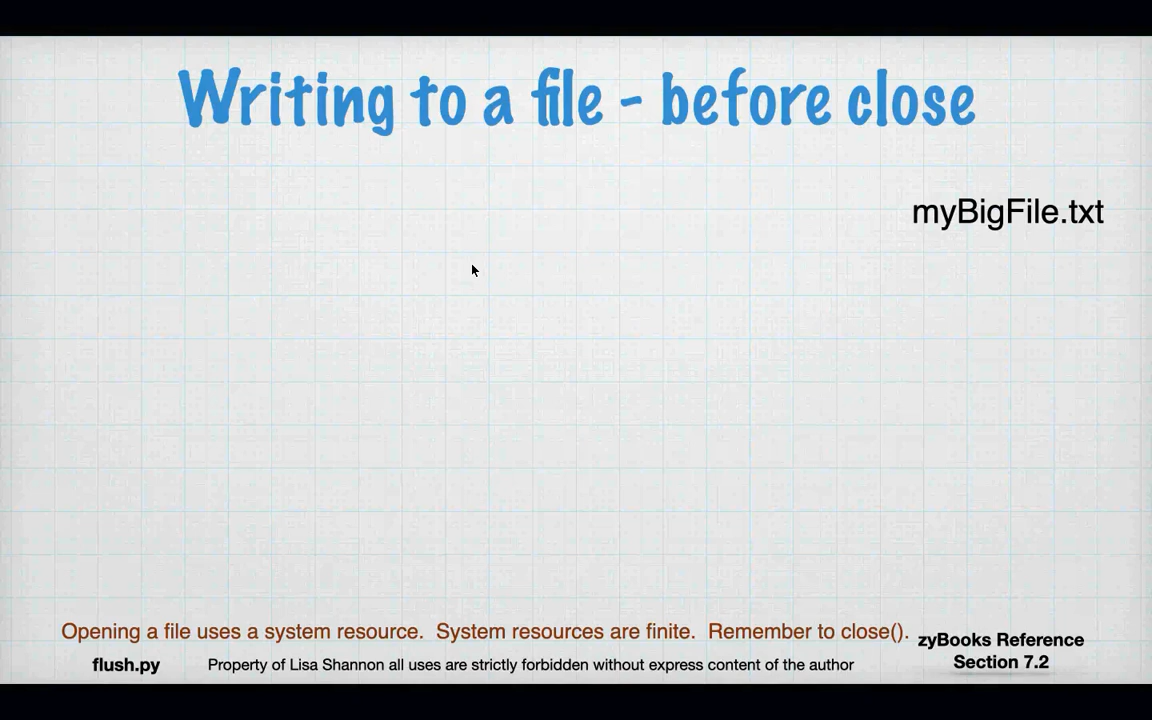 Writing to a file - before close
myBigFile.txt
Opening a file uses a system resource.  System resources are finite.  Remember to close().
zyBooks Reference
Section 7.2
flush.py
Property of Lisa Shannon all uses are strictly forbidden without express content of the author